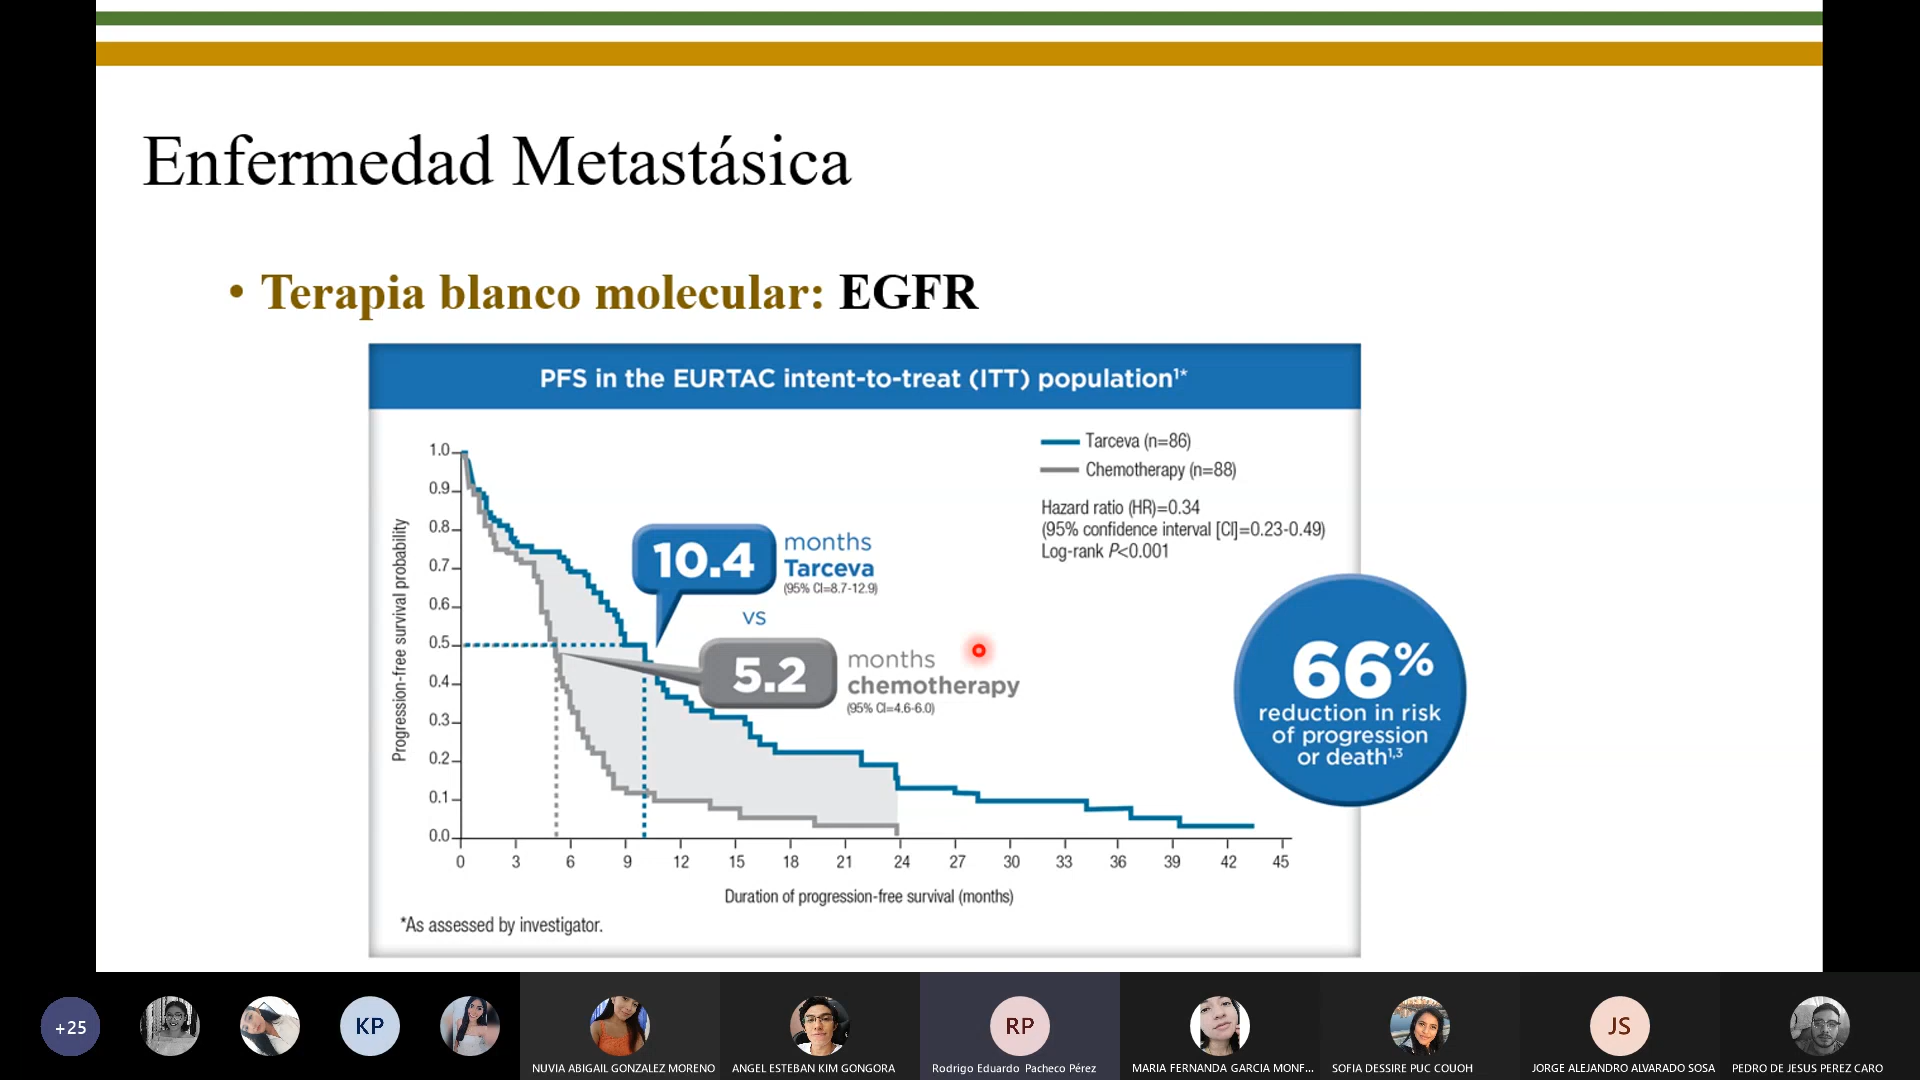 Enfermedad Metastásica
• Terapia blanco molecular: EGFR
PFS in the EURTAC intent-to-treat (ITT) population¹*
Tarceva (n=86)
Chemotherapy (n=88)
Hazard ratio (HR)=0.34
(95% confidence interval [CI]=0.23-0.49)
Log-rank P<0.001
Progression-free survival probability
1.0
0.9
0.8
0.7
0.6
0.5
0.4
0.3
0.2
0.1
0.0
10.4
months
Tarceva
(95% CI=8.7-12.9)
vs
5.2
months
chemotherapy
(95% CI=4.6-6.0)
66%
reduction in risk
of progression
or death¹,³
0 3 6 9 12 15 18 21 24 27 30 33 36 39 42 45
Duration of progression-free survival (months)
*As assessed by investigator.
+25
KP
RP
JS
NUVIA ABIGAIL GONZALEZ MORENO
ANGEL ESTEBAN KIM GONGORA
Rodrigo Eduardo Pacheco Pérez
MARIA FERNANDA GARCIA MONF...
SOFIA DESSIRE PUC COUOH
JORGE ALEJANDRO ALVARADO SOSA
PEDRO DE JESUS PEREZ CARO